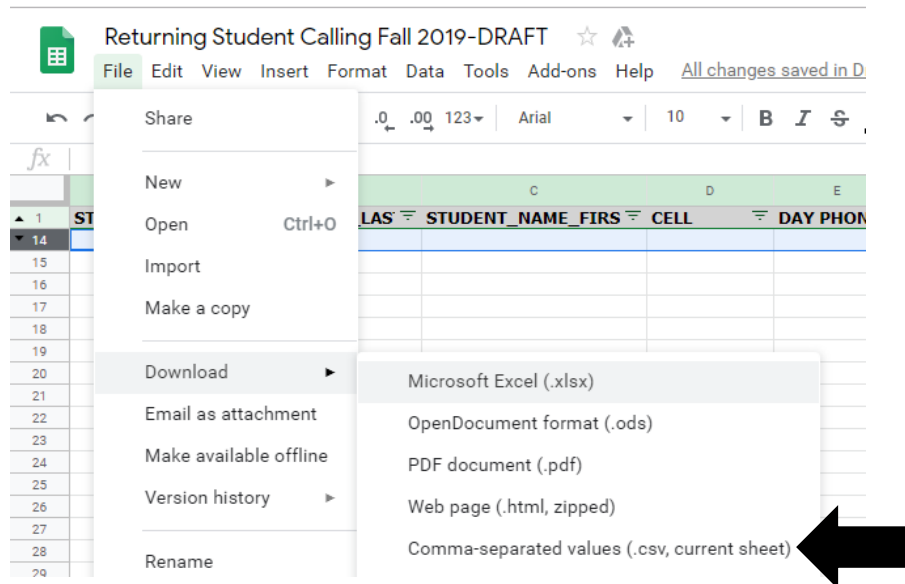 Returning Student Calling Fall 2019-DRAFT
File Edit View Insert Format Data Tools Add-ons Help All changes saved in D
.0 .00 123 Arial 10 B I S
fx
C D E
1 ST LAS STUDENT_NAME_FIRS CELL DAY PHON
14
15
16
17
18
19
20
21
22
23
24
25
26
27
28
29
Share
New
Open Ctrl+O
Import
Make a copy
Download
Email as attachment
Make available offline
Version history
Rename
Microsoft Excel (.xlsx)
OpenDocument format (.ods)
PDF document (.pdf)
Web page (.html, zipped)
Comma-separated values (.csv, current sheet)